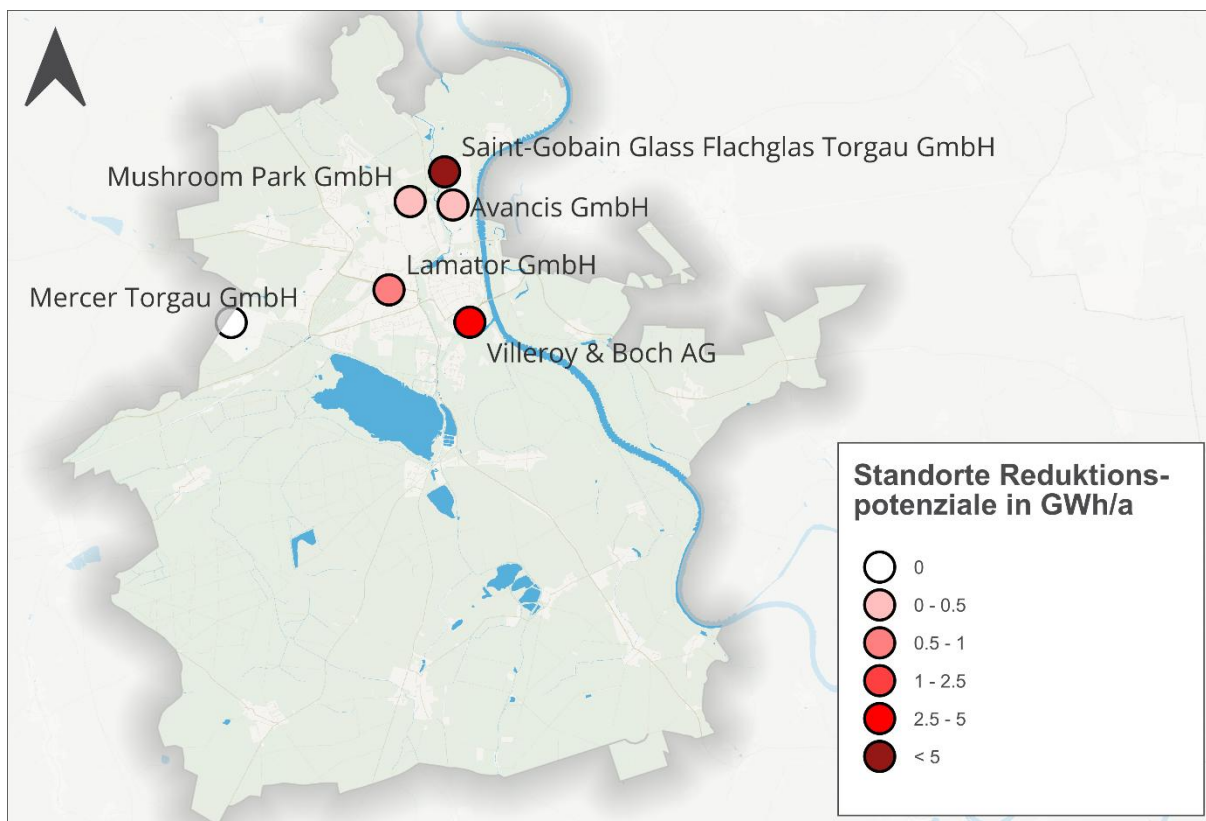 Saint-Gobain Glass Flachglas Torgau GmbH
Mushroom Park GmbH
Avancis GmbH
Lamator GmbH
Mercer Torgau GmbH
Villeroy & Boch AG
Standorte Reduktions-
potenziale in GWh/a
0
0 - 0.5
0.5 - 1
1 - 2.5
2.5 - 5
< 5